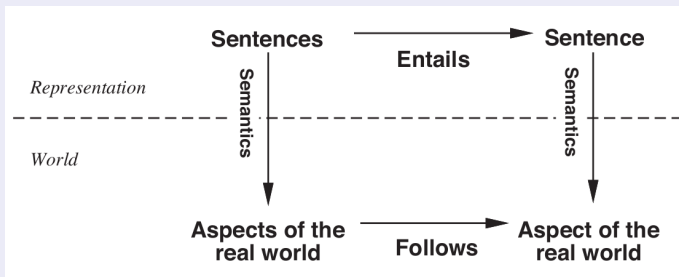 Sentences
Entails
Sentence
Representation
Semantics
Semantics
World
Aspects of the
real world
Follows
Aspect of the
real world